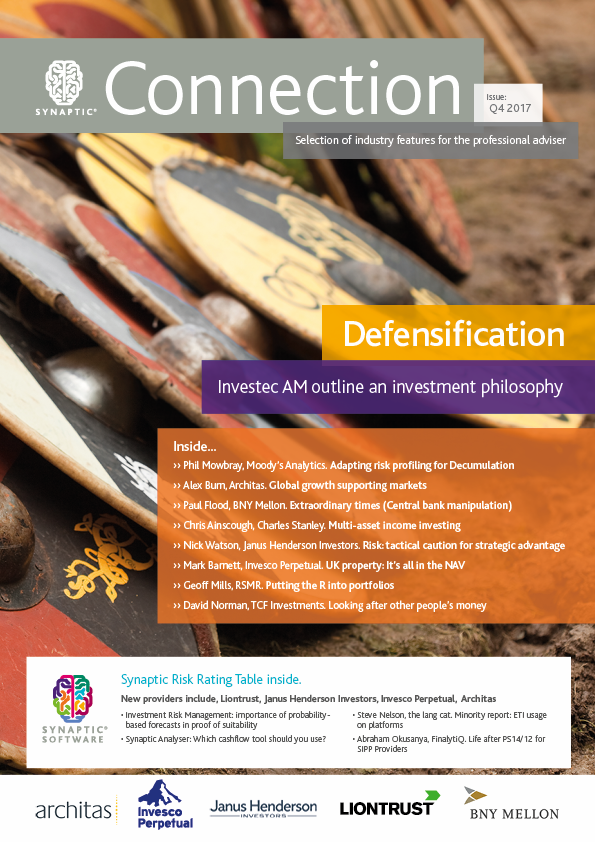 SYNAPTIC®
Connection
Issue:
Q4 2017
Selection of industry features for the professional adviser
Defensification
Investec AM outline an investment philosophy
Inside...
›› Phil Mowbray, Moody's Analytics. Adapting risk profiling for Decumulation
›› Alex Burn, Architas. Global growth supporting markets
›› Paul Flood, BNY Mellon. Extraordinary times (Central bank manipulation)
›› Chris Ainscough, Charles Stanley. Multi-asset income investing
›› Nick Watson, Janus Henderson Investors. Risk: tactical caution for strategic advantage
›› Mark Barnett, Invesco Perpetual. UK property: It's all in the NAV
›› Geoff Mills, RSMR. Putting the R into portfolios
›› David Norman, TCF Investments. Looking after other people's money
SYNAPTIC®
SOFTWARE
Synaptic Risk Rating Table inside.
New providers include, Liontrust, Janus Henderson Investors, Invesco Perpetual, Architas
• Investment Risk Management: importance of probability-
based forecasts in proof of suitability
• Synaptic Analyser: Which cashflow tool should you use?
• Steve Nelson, the lang cat. Minority report: ETI usage
on platforms
• Abraham Okusanya, FinalytiQ. Life after PS14/12 for
SIPP Providers
architas
Invesco
Perpetual
Janus Henderson
INVESTORS
LIONTRUST
BNY MELLON